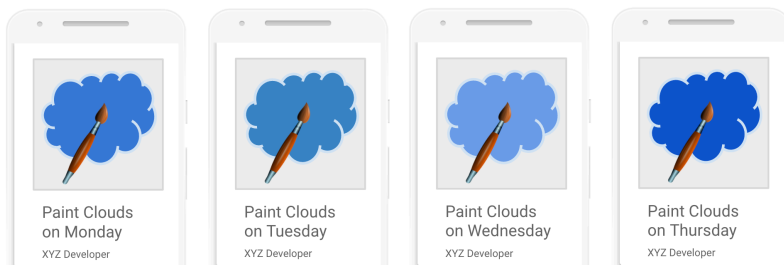 Paint Clouds
on Monday
XYZ Developer
Paint Clouds
on Tuesday
XYZ Developer
Paint Clouds
on Wednesday
XYZ Developer
Paint Clouds
on Thursday
XYZ Developer